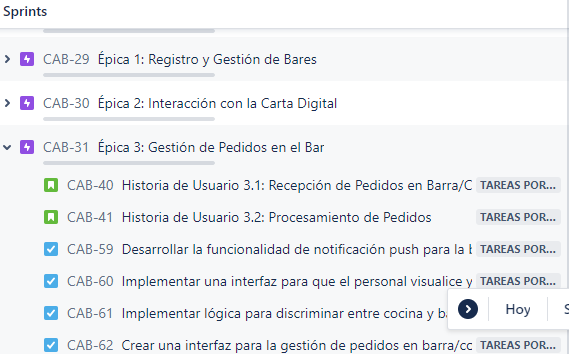 Sprints
CAB-29 Épica 1: Registro y Gestión de Bares
CAB-30 Épica 2: Interacción con la Carta Digital
CAB-31 Épica 3: Gestión de Pedidos en el Bar
CAB-40 Historia de Usuario 3.1: Recepción de Pedidos en Barra/C TAREAS POR...
CAB-41 Historia de Usuario 3.2: Procesamiento de Pedidos TAREAS POR...
CAB-59 Desarrollar la funcionalidad de notificación push para la TAREAS POR...
CAB-60 Implementar una interfaz para que el personal visualice y TAREAS POR...
CAB-61 Implementar lógica para discriminar entre cocina y
Hoy
CAB-62 Crear una interfaz para la gestión de pedidos en barra/co TAREAS POR...